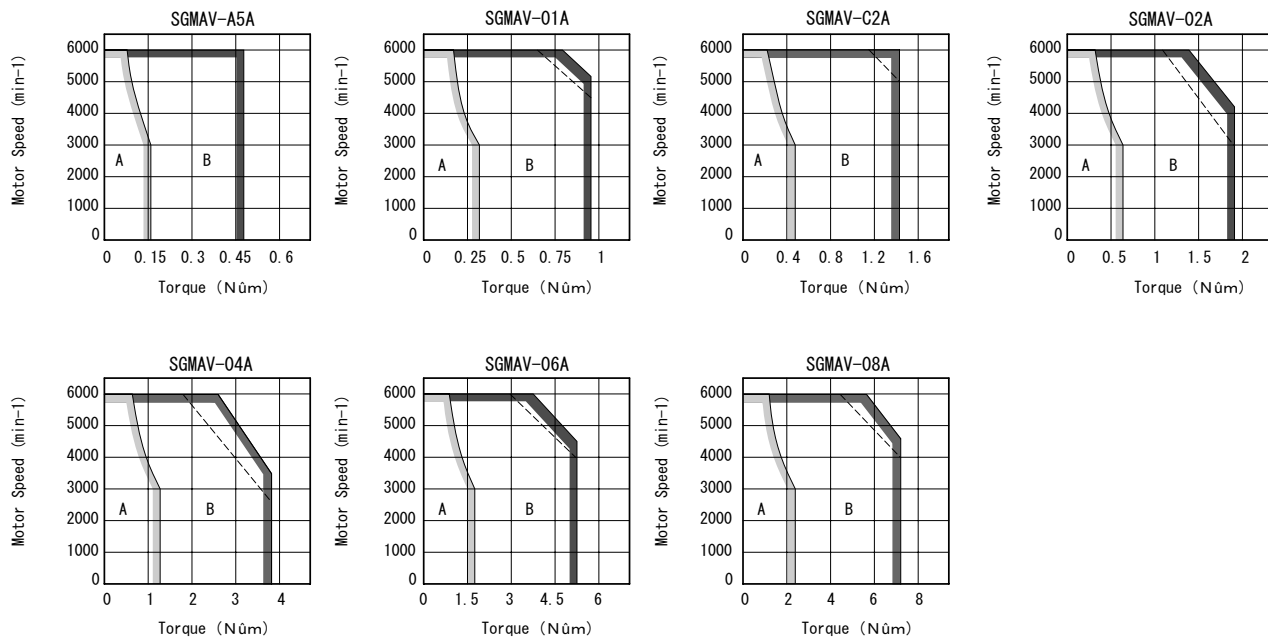 SGMAV-A5A
Motor Speed (min-1)
6000
5000
4000
3000
2000
1000
0
A
B
0 0.15 0.3 0.45 0.6
Torque (Nûm)
SGMAV-01A
Motor Speed (min-1)
6000
5000
4000
3000
2000
1000
0
A
B
0 0.25 0.5 0.75 1
Torque (Nûm)
SGMAV-C2A
Motor Speed (min-1)
6000
5000
4000
3000
2000
1000
0
A
B
0 0.4 0.8 1.2 1.6
Torque (Nûm)
SGMAV-02A
Motor Speed (min-1)
6000
5000
4000
3000
2000
1000
0
A
B
0 0.5 1 1.5 2
Torque (Nûm)
SGMAV-04A
Motor Speed (min-1)
6000
5000
4000
3000
2000
1000
0
A
B
0 1 2 3 4
Torque (Nûm)
SGMAV-06A
Motor Speed (min-1)
6000
5000
4000
3000
2000
1000
0
A
B
0 1.5 3 4.5 6
Torque (Nûm)
SGMAV-08A
Motor Speed (min-1)
6000
5000
4000
3000
2000
1000
0
A
B
0 2 4 6 8
Torque (Nûm)